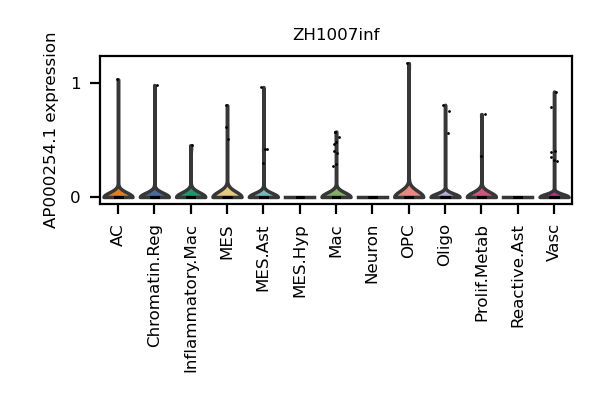 ZH1007inf
AP000254.1 expression
1
0
AC
Chromatin.Reg
Inflammatory.Mac
MES
MES.Ast
MES.Hyp
Mac
Neuron
OPC
Oligo
Prolif.Metab
Reactive.Ast
Vasc